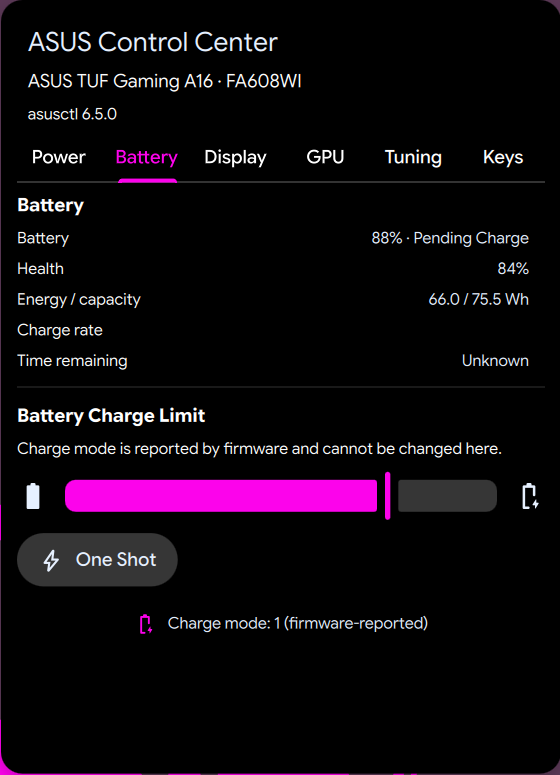 ASUS Control Center
ASUS TUF Gaming A16 · FA608WI
asusctl 6.5.0
Power Battery Display GPU Tuning Keys
Battery
Battery 88% · Pending Charge
Health 84%
Energy / capacity 66.0 / 75.5 Wh
Charge rate
Time remaining Unknown
Battery Charge Limit
Charge mode is reported by firmware and cannot be changed here.
One Shot
Charge mode: 1 (firmware-reported)